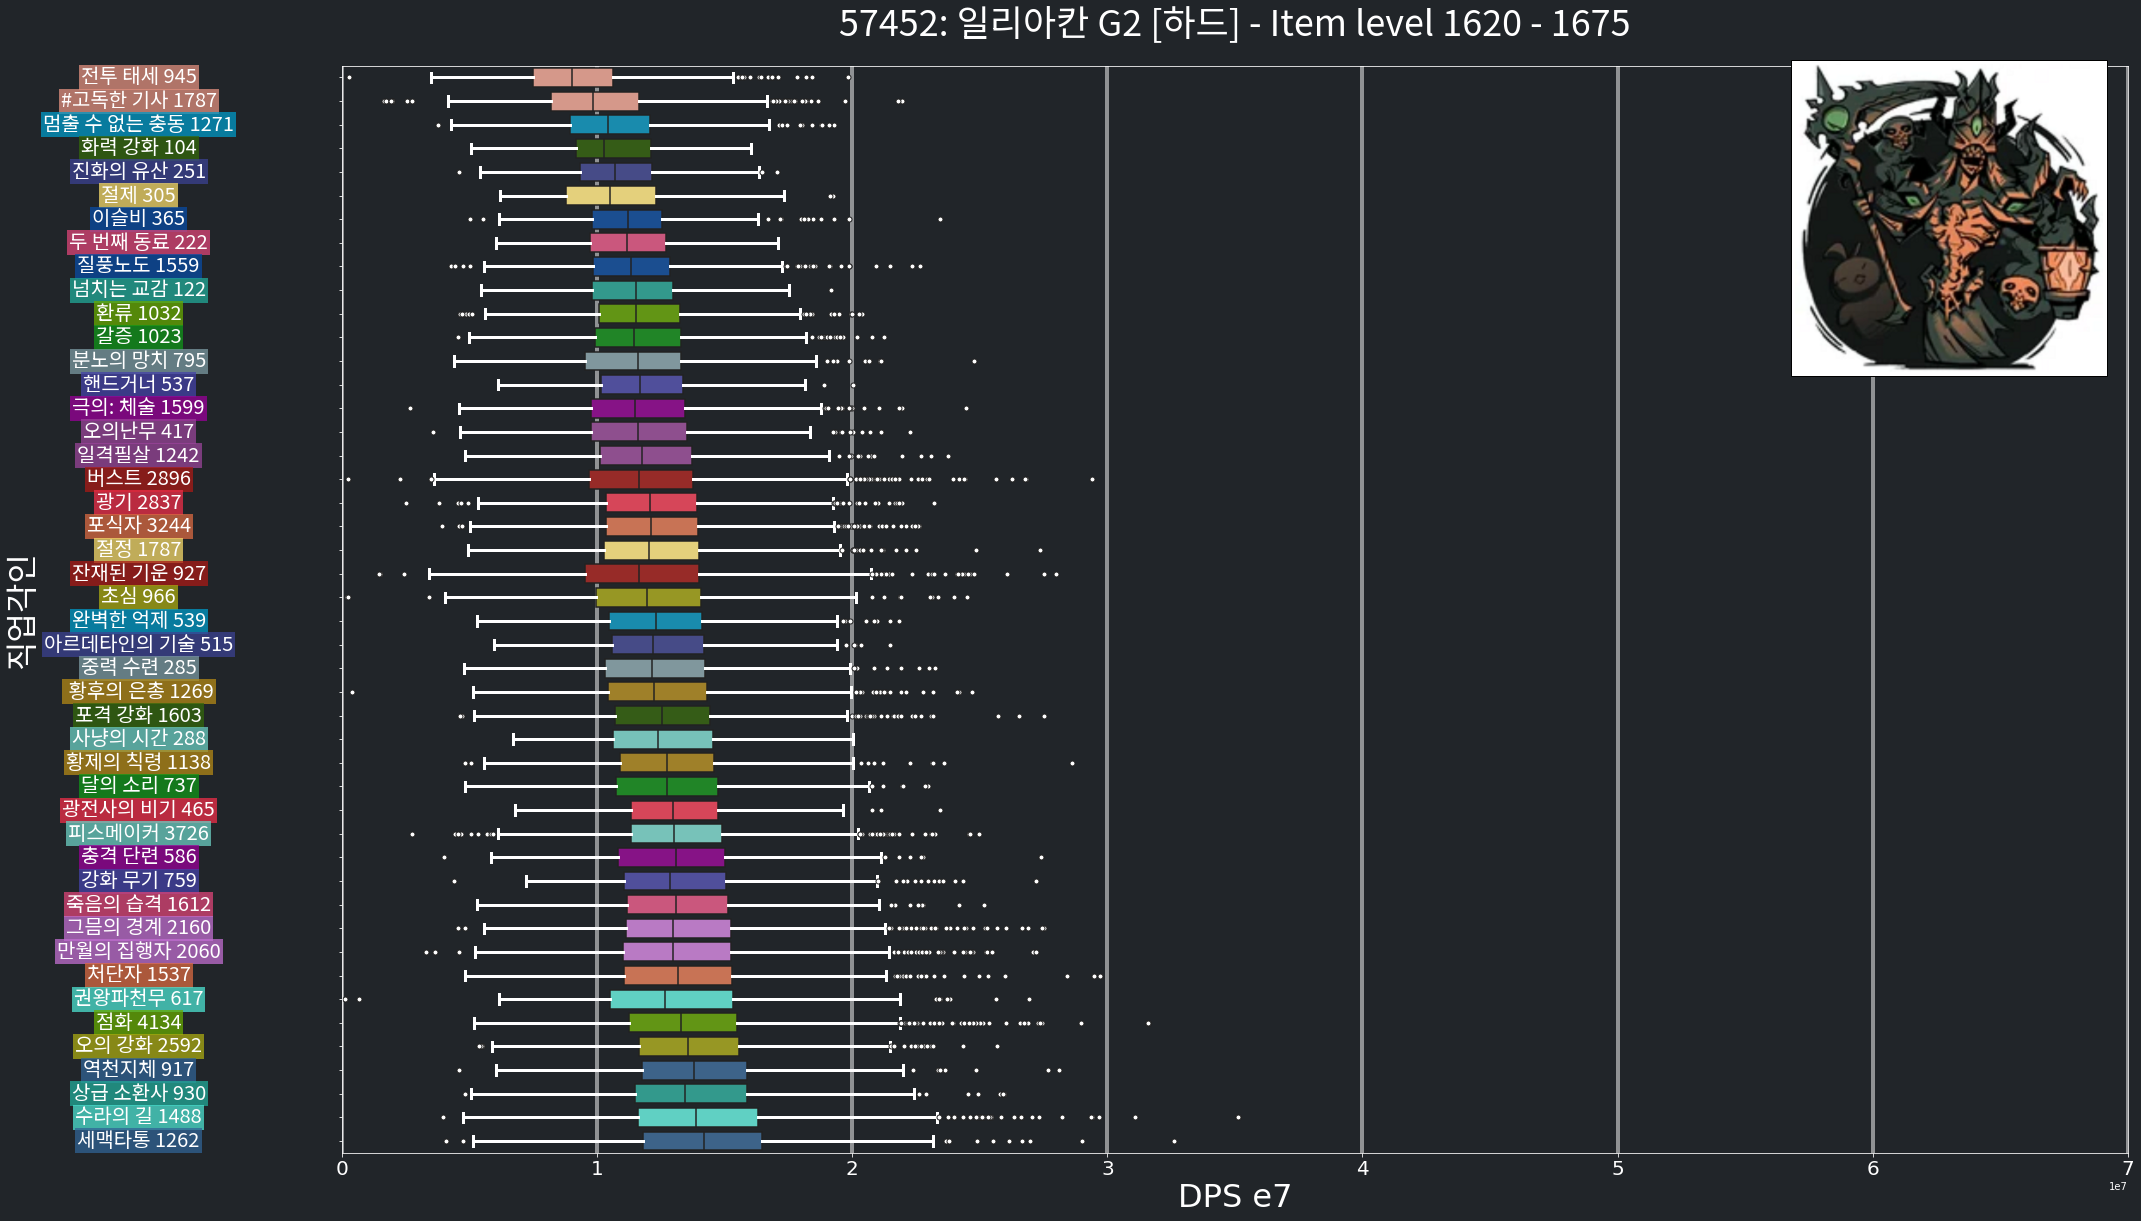 57452: 일리아칸 G2 [하드] - Item level 1620 - 1675
전투 태세 945
#고독한 기사 1787
멈출 수 없는 충동 1271
화력 강화 104
진화의 유산 251
절제 305
이슬비 365
두 번째 동료 222
질풍노도 1559
넘치는 교감 122
환류 1032
갈증 1023
분노의 망치 795
핸드거너 537
극의: 체술 1599
오의난무 417
일격필살 1242
버스트 2896
광기 2837
포식자 3244
절정 1787
잔재된 기운 927
초심 966
완벽한 억제 539
아르데타인의 기술 515
중력 수련 285
황후의 은총 1269
포격 강화 1603
사냥의 시간 288
황제의 칙령 1138
달의 소리 737
광전사의 비기 465
피스메이커 3726
충격 단련 586
강화 무기 759
죽음의 습격 1612
그믐의 경계 2160
만월의 집행자 2060
처단자 1537
권왕파천무 617
점화 4134
오의 강화 2592
역천지체 917
상급 소환사 930
수라의 길 1488
세맥타통 1262
직업각인
0 1 2 3 4 5 6 7
DPS e7
1e7